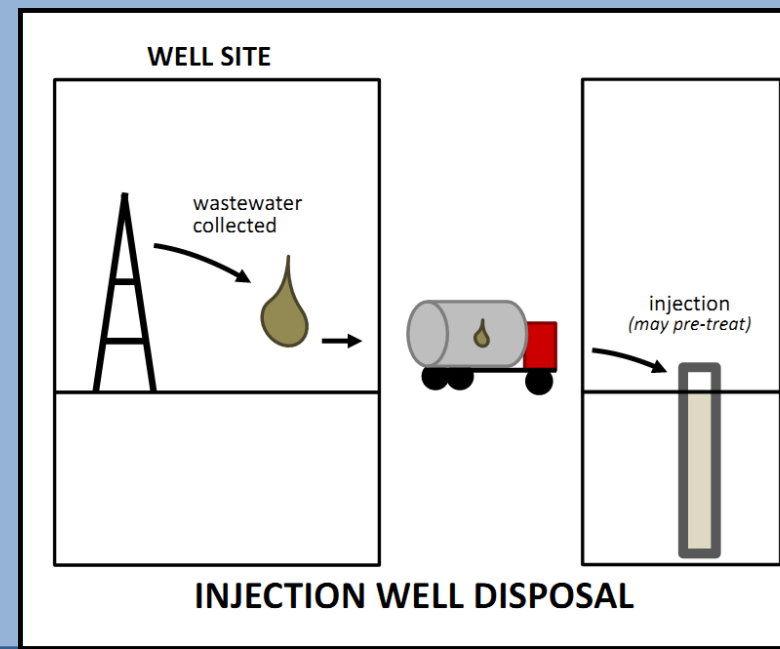 WELL SITE
wastewater
collected
injection
(may pre-treat)
INJECTION WELL DISPOSAL